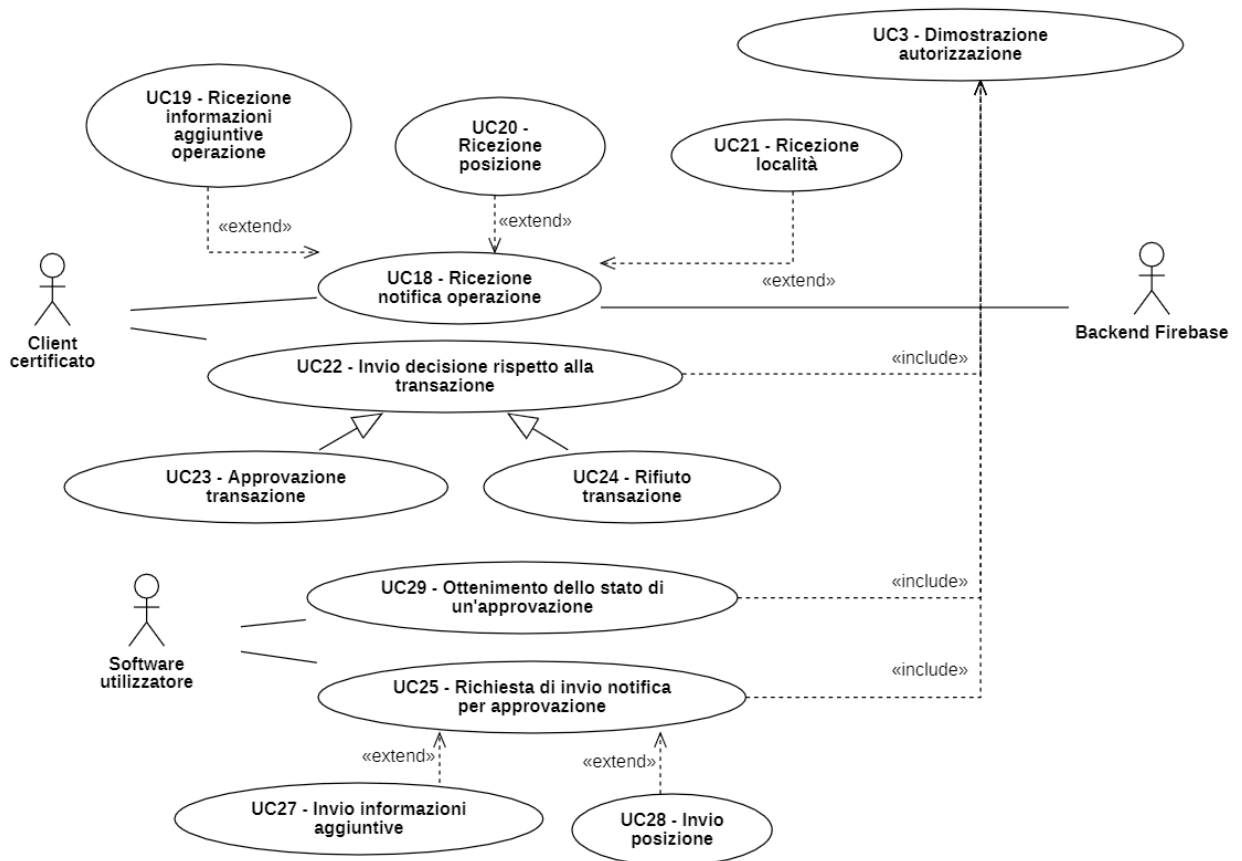 UC3 - Dimostrazione
autorizzazione
UC19 - Ricezione
informazioni
aggiuntive
operazione
UC20 -
Ricezione
posizione
UC21 - Ricezione
località
«extend»
«extend»
«extend»
UC18 - Ricezione
notifica operazione
Client
certificato
Backend Firebase
UC22 - Invio decisione rispetto alla
transazione
«include»
UC23 - Approvazione
transazione
UC24 - Rifiuto
transazione
UC29 - Ottenimento dello stato di
un'approvazione
«include»
Software
utilizzatore
UC25 - Richiesta di invio notifica
per approvazione
«include»
«extend»
«extend»
UC27 - Invio informazioni
aggiuntive
UC28 - Invio
posizione